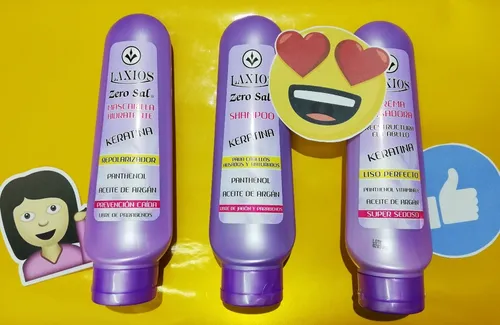 LAXIOS
Zero Sal
MASCARILLA
HIDRATANTE
KERATINA
REPOLARIZADOR
PANTHENOL
ACEITE DE ARGÁN
PREVENCIÓN CAÍDA
LIBRE DE PARABENOS
LAXIOS
Zero Sal
SHAMPOO
KERATINA
PARA CABELLOS
PANTHENOL
ACEITE DE ARGÁN
LIBRE DE JABÓN Y PARABENOS
LAXIOS
CREMA
KERATINA
LISO PERFECTO
PANTHENOL
ACEITE DE ARGÁN
SUPER SEDOSO